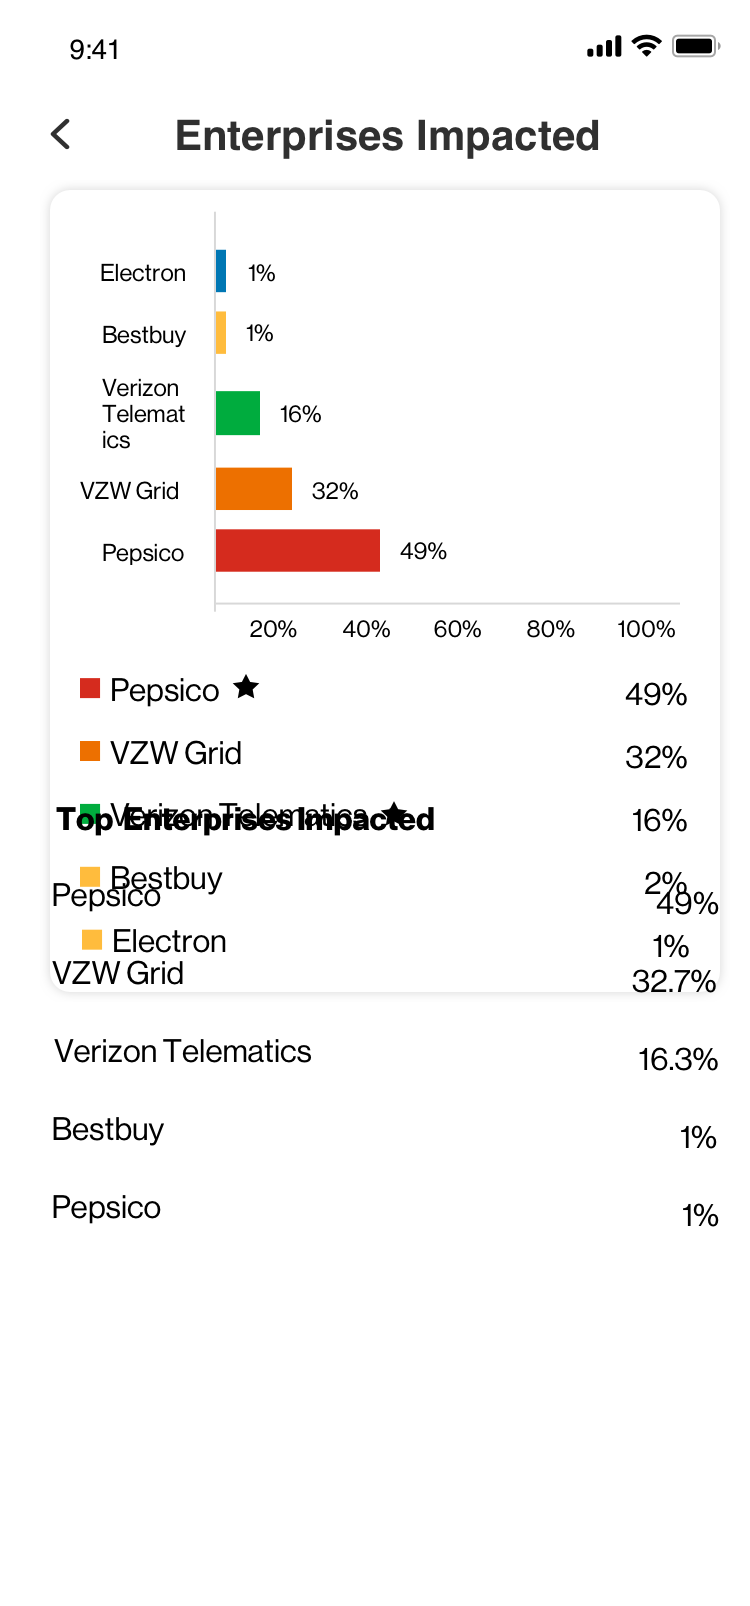 9:41
Enterprises Impacted
Electron 1%
Bestbuy 1%
Verizon
Telemat
ics
16%
VZW Grid 32%
Pepsico 49%
20% 40% 60% 80% 100%
Pepsico 49%
VZW Grid 32%
Verizon Telematics 16%
Top Enterprises Impacted
Bestbuy 2%
Pepsico 49%
Electron 1%
VZW Grid 32.7%
Verizon Telematics 16.3%
Bestbuy 1%
Pepsico 1%